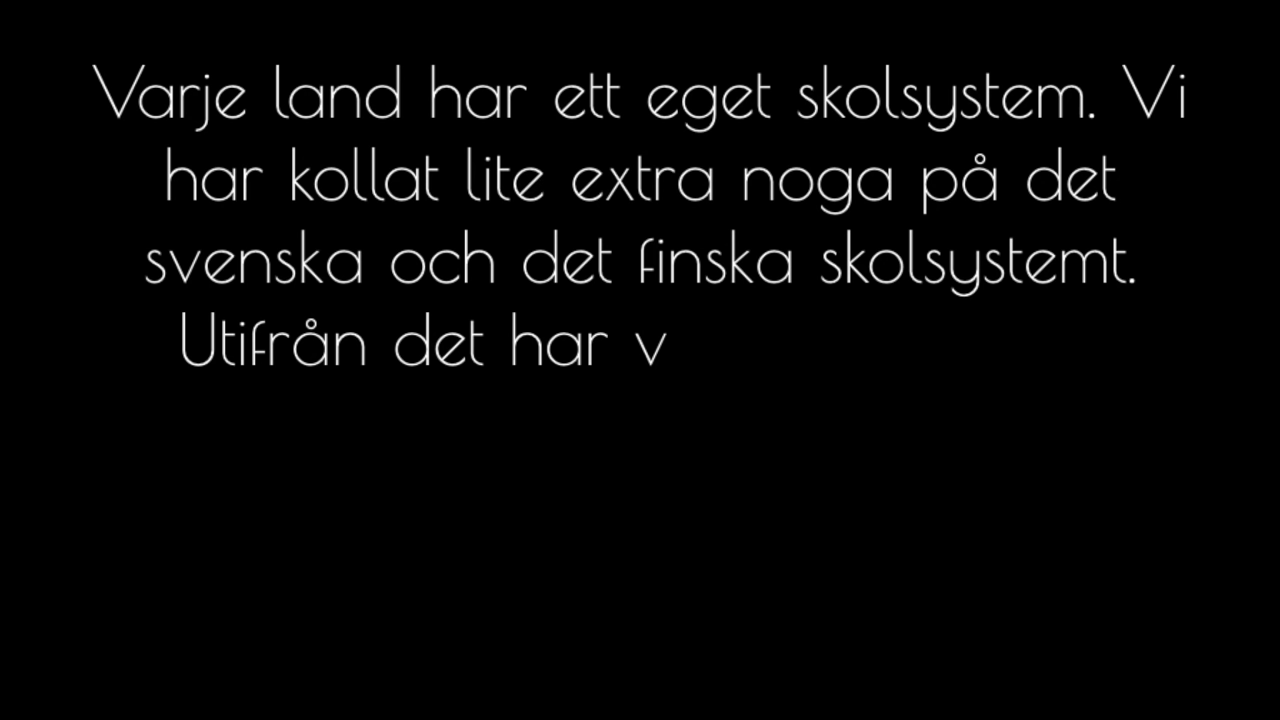 Varje land har ett eget skolsystem. Vi
har kollat lite extra noga på det
svenska och det finska skolsystemt.
Utifrån det har v